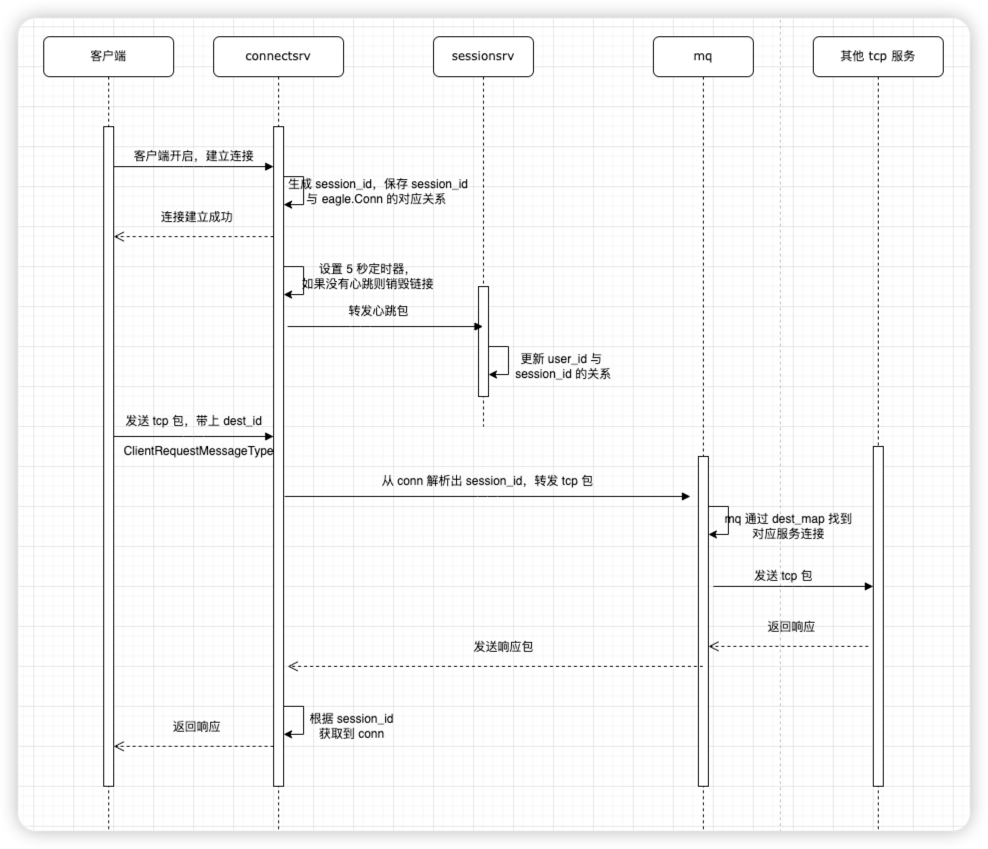 客户端
connectsrv
sessionsrv
mq
其他 tcp 服务
客户端开启，建立连接
生成 session_id，保存 session_id
与 eagle.Conn 的对应关系
连接建立成功
设置 5 秒定时器，
如果没有心跳则销毁链接
转发心跳包
更新 user_id 与
session_id 的关系
发送 tcp 包，带上 dest_id
ClientRequestMessageType
从 conn 解析出 session_id，转发 tcp 包
mq 通过 dest_map 找到
对应服务连接
发送 tcp 包
返回响应
发送响应包
根据 session_id
获取到 conn
返回响应